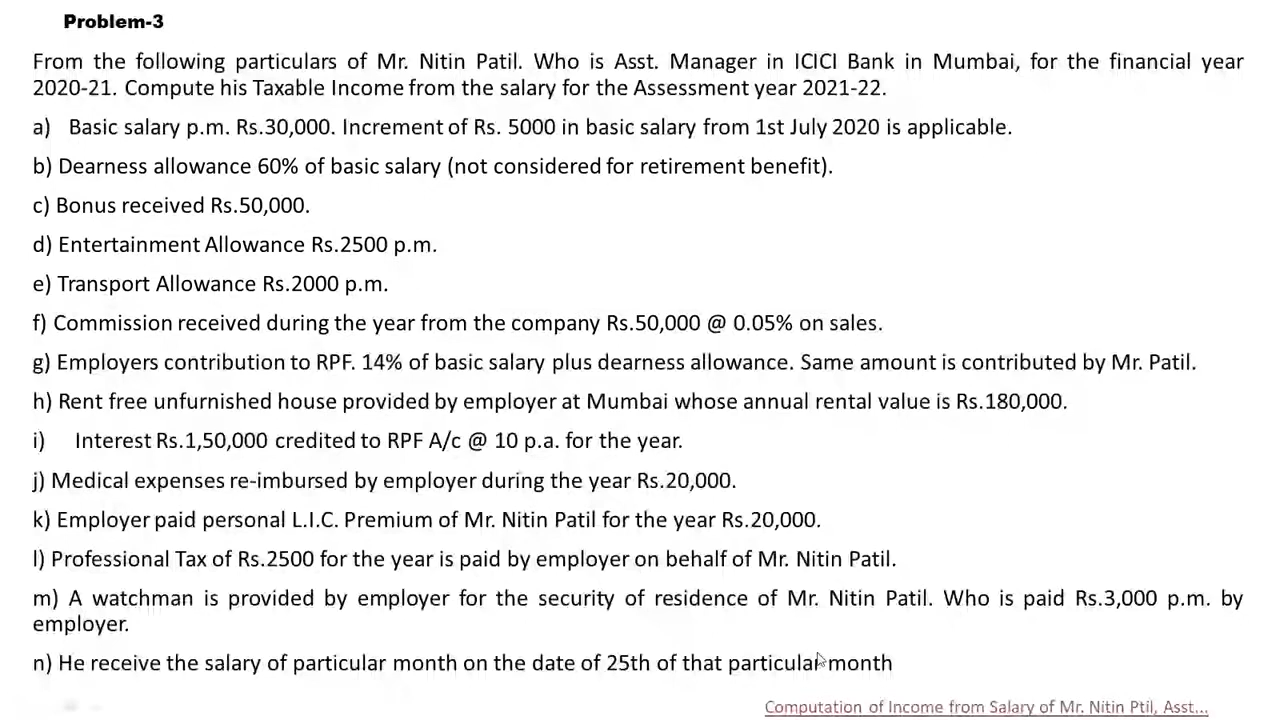 Problem-3
From the following particulars of Mr. Nitin Patil. Who is Asst. Manager in ICICI Bank in Mumbai, for the financial year
2020-21. Compute his Taxable Income from the salary for the Assessment year 2021-22.
a) Basic salary p.m. Rs.30,000. Increment of Rs. 5000 in basic salary from 1st July 2020 is applicable.
b) Dearness allowance 60% of basic salary (not considered for retirement benefit).
c) Bonus received Rs.50,000.
d) Entertainment Allowance Rs.2500 p.m.
e) Transport Allowance Rs.2000 p.m.
f) Commission received during the year from the company Rs.50,000 @ 0.05% on sales.
g) Employers contribution to RPF. 14% of basic salary plus dearness allowance. Same amount is contributed by Mr. Patil.
h) Rent free unfurnished house provided by employer at Mumbai whose annual rental value is Rs.180,000.
i) Interest Rs.1,50,000 credited to RPF A/c @ 10 p.a. for the year.
j) Medical expenses re-imbursed by employer during the year Rs.20,000.
k) Employer paid personal L.I.C. Premium of Mr. Nitin Patil for the year Rs.20,000.
l) Professional Tax of Rs.2500 for the year is paid by employer on behalf of Mr. Nitin Patil.
m) A watchman is provided by employer for the security of residence of Mr. Nitin Patil. Who is paid Rs.3,000 p.m. by
employer.
n) He receive the salary of particular month on the date of 25th of that particular month
Computation of Income from Salary of Mr. Nitin Ptil, Asst...